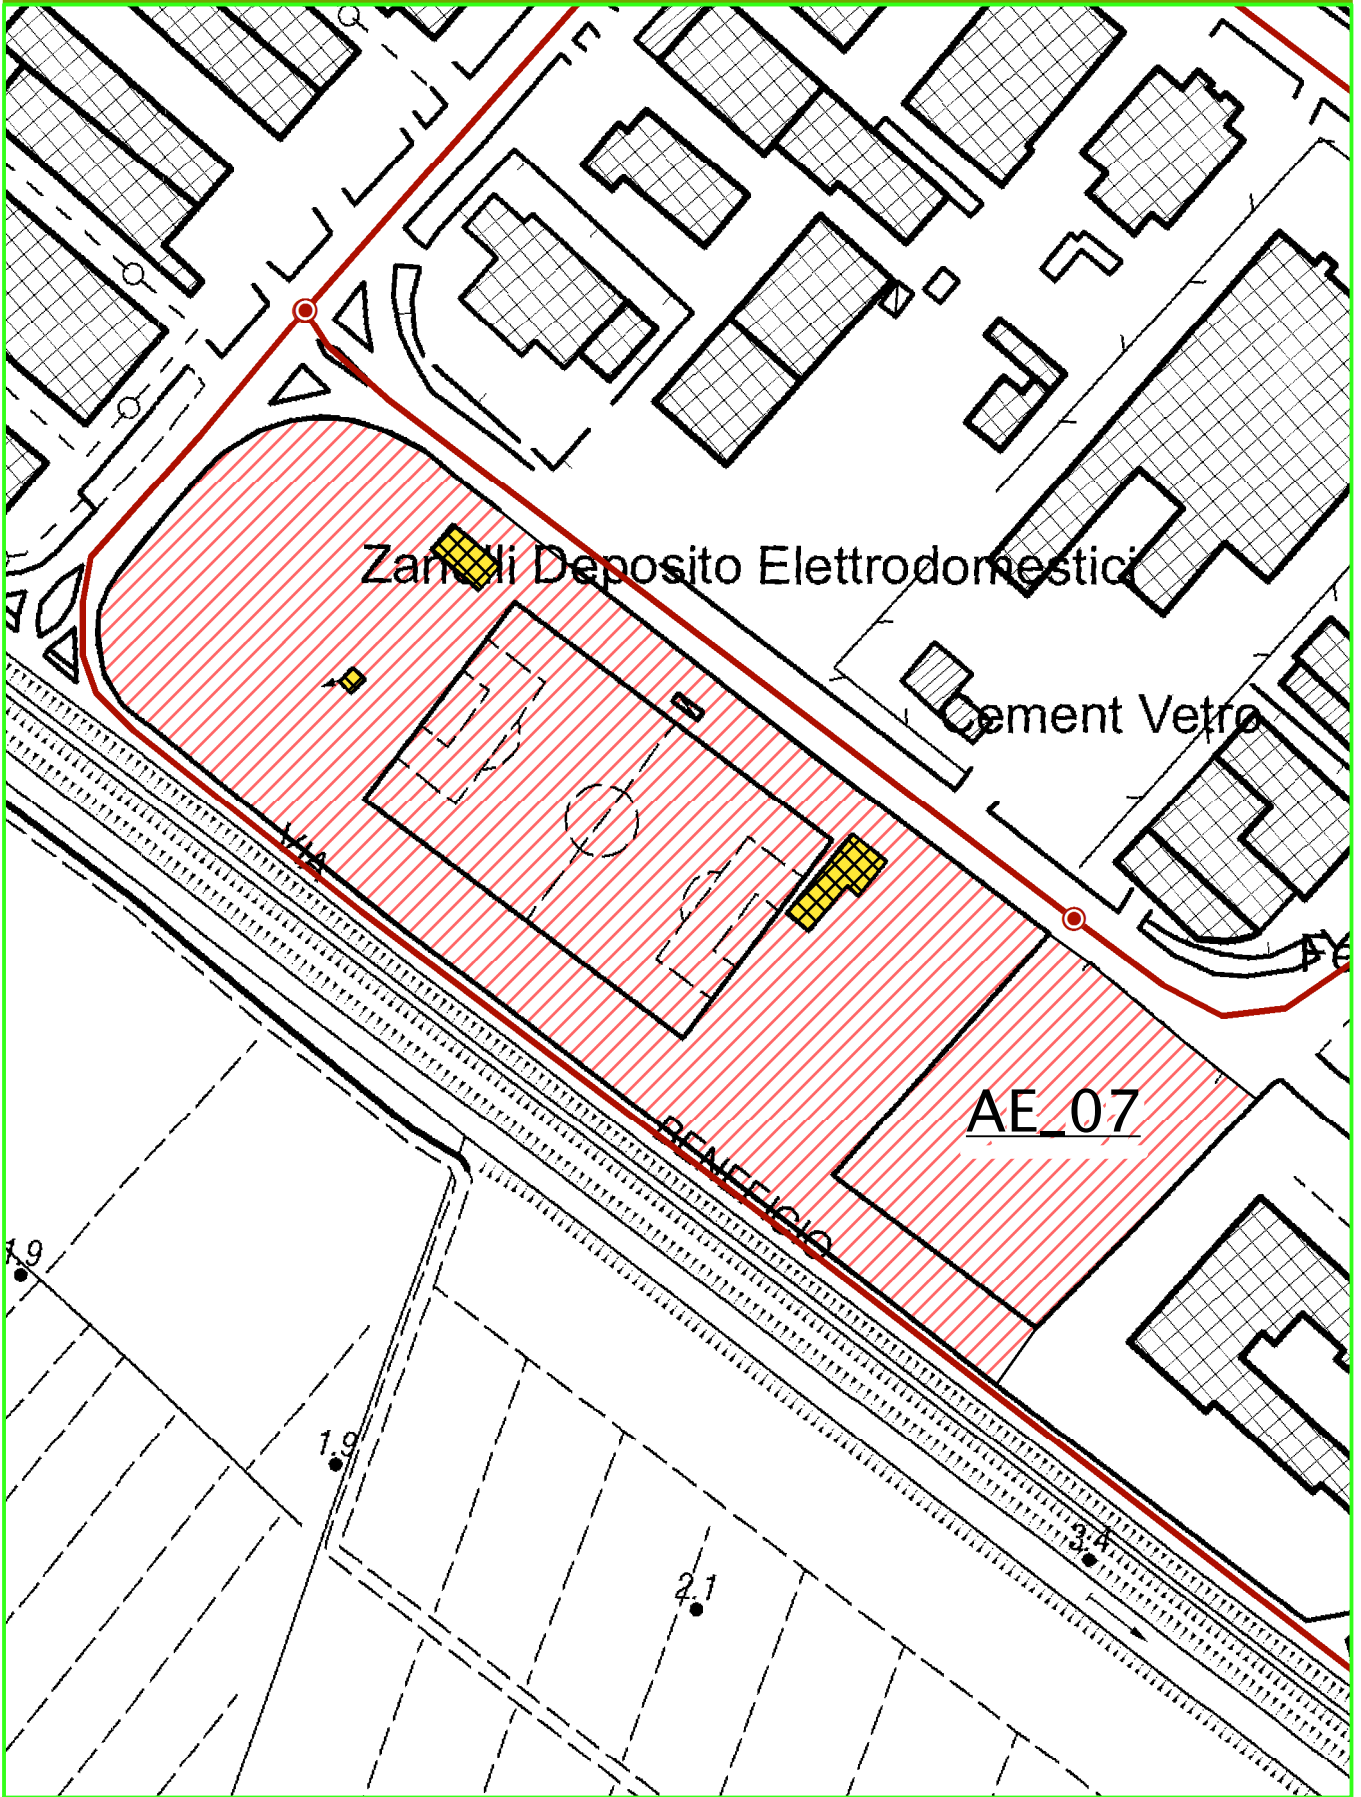 Zanelli Deposito Elettrodomestici
Cement Vetro
VIA
AE_07
BENEFICIO
1.9
1.9
3.4
2.1